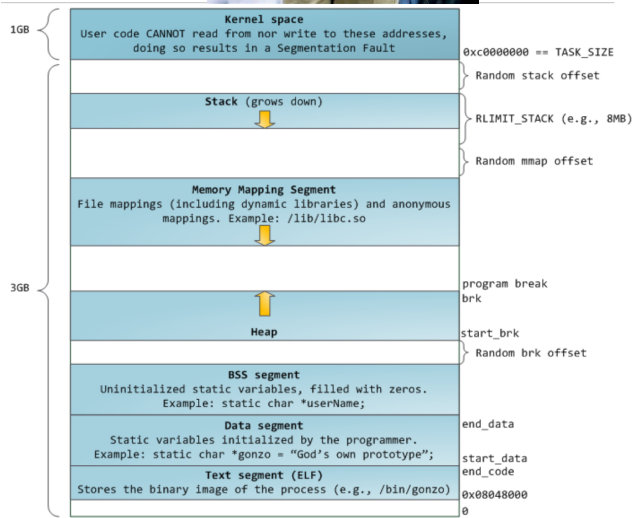 Kernel space
1GB
User code CANNOT read from nor write to these addresses,
doing so results in a Segmentation Fault
0xc0000000 == TASK_SIZE
Random stack offset
Stack (grows down)
RLIMIT_STACK (e.g., 8MB)
Random mmap offset
Memory Mapping Segment
File mappings (including dynamic libraries) and anonymous
mappings. Example: /lib/libc.so
3GB
program break
brk
Heap
start_brk
Random brk offset
BSS segment
Uninitialized static variables, filled with zeros.
Example: static char *userName;
Data segment
end_data
Static variables initialized by the programmer.
Example: static char *gonzo = “God’s own prototype”;
start_data
Text segment (ELF)
end_code
Stores the binary image of the process (e.g., /bin/gonzo)
0x08048000
0